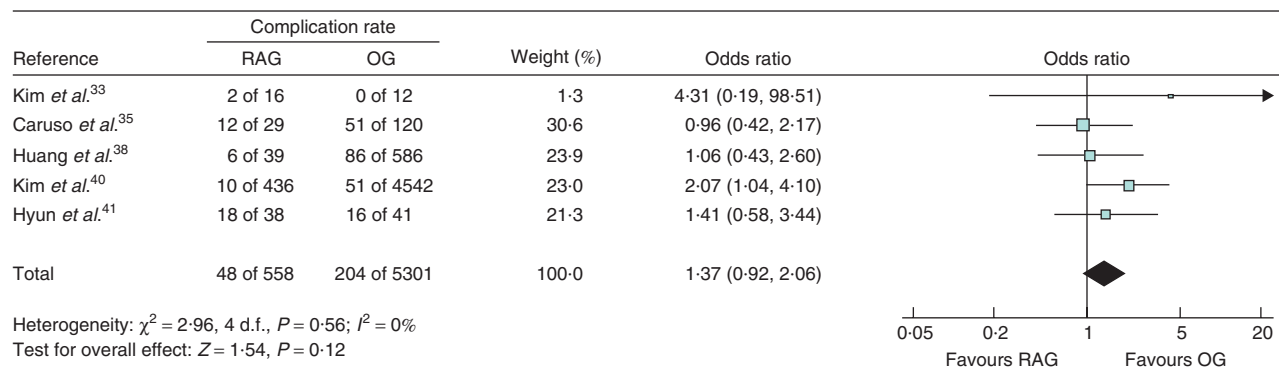 Complication rate
Reference RAG OG Weight (%) Odds ratio Odds ratio
Kim et al.33 2 of 16 0 of 12 1·3 4·31 (0·19, 98·51)
Caruso et al.35 12 of 29 51 of 120 30·6 0·96 (0·42, 2·17)
Huang et al.38 6 of 39 86 of 586 23·9 1·06 (0·43, 2·60)
Kim et al.40 10 of 436 51 of 4542 23·0 2·07 (1·04, 4·10)
Hyun et al.41 18 of 38 16 of 41 21·3 1·41 (0·58, 3·44)
Total 48 of 558 204 of 5301 100·0 1·37 (0·92, 2·06)
Heterogeneity: χ² = 2·96, 4 d.f., P = 0·56; I² = 0%
Test for overall effect: Z = 1·54, P = 0·12
0·05 0·2 1 5 20
Favours RAG Favours OG